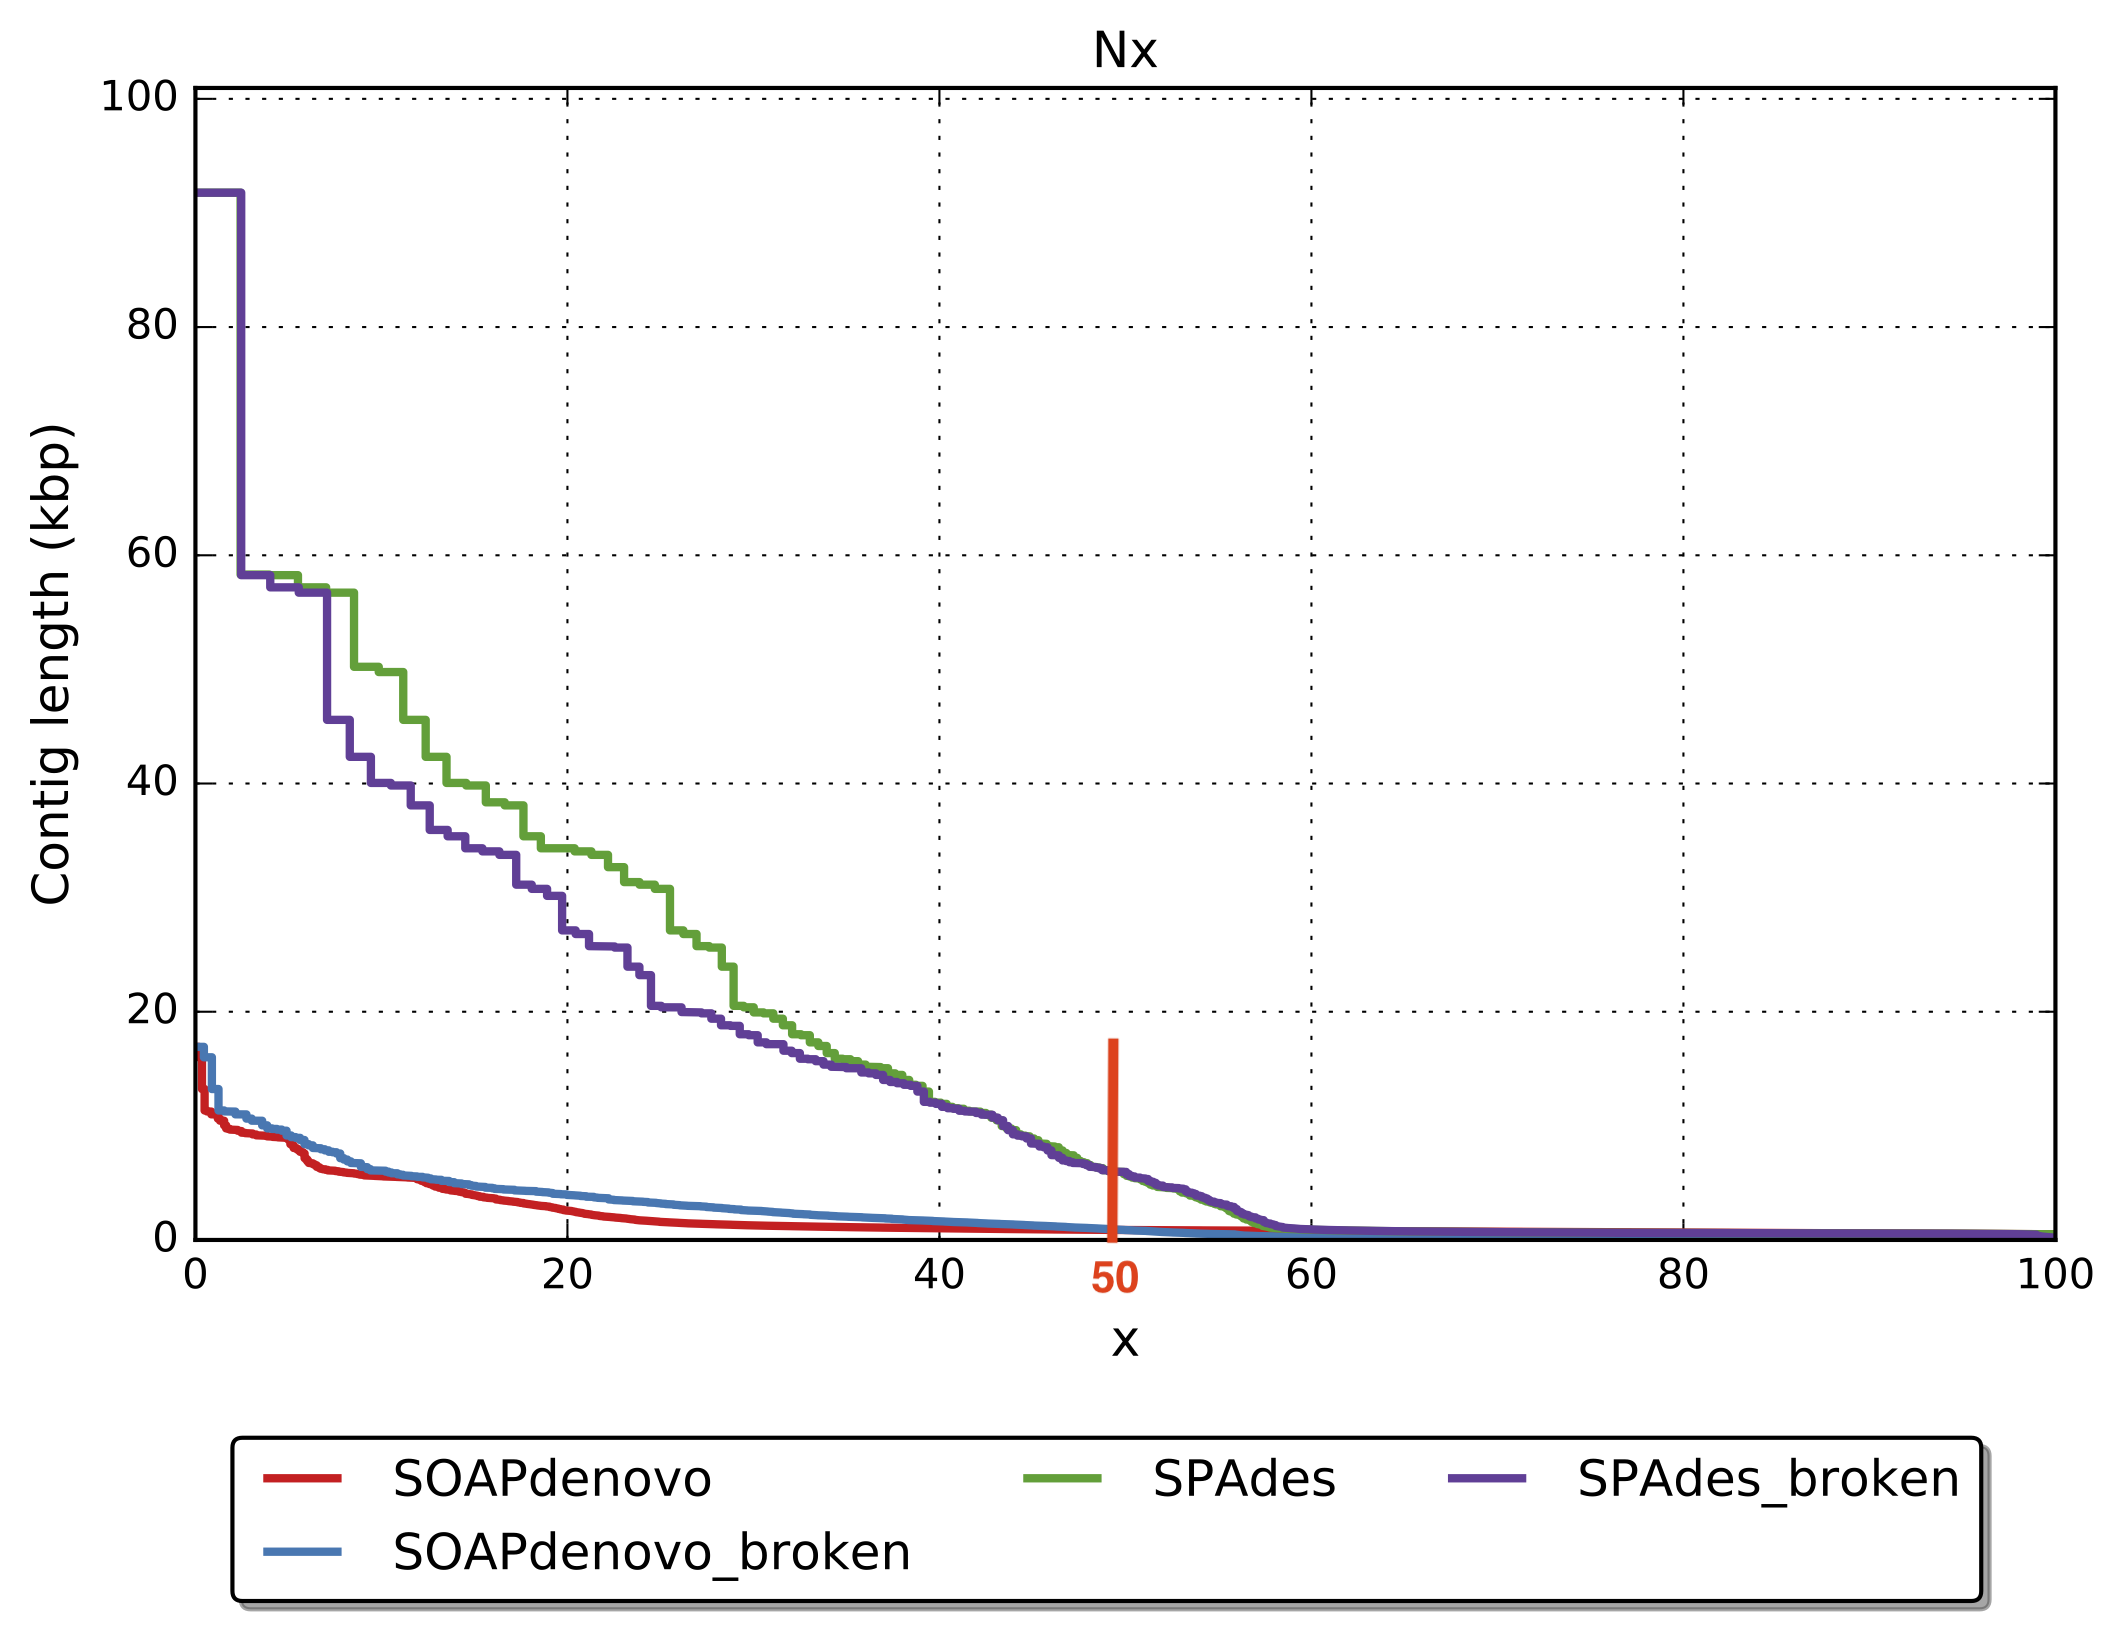 Nx
100
80
60
40
20
0
Contig length (kbp)
0 20 40 50 60 80 100
x
SOAPdenovo SPAdes SPAdes_broken
SOAPdenovo_broken